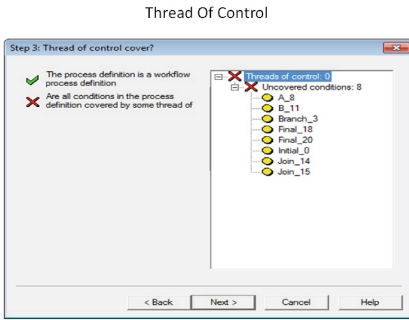 Thread Of Control
Step 3: Thread of control cover?
The process definition is a workflow
process definition
Are all conditions in the process
definition covered by some thread of
Threads of control: 0
Uncovered conditions: 8
A_8
B_11
Branch_3
Final_18
Final_20
Initial_0
Join_14
Join_15
< Back
Next >
Cancel
Help